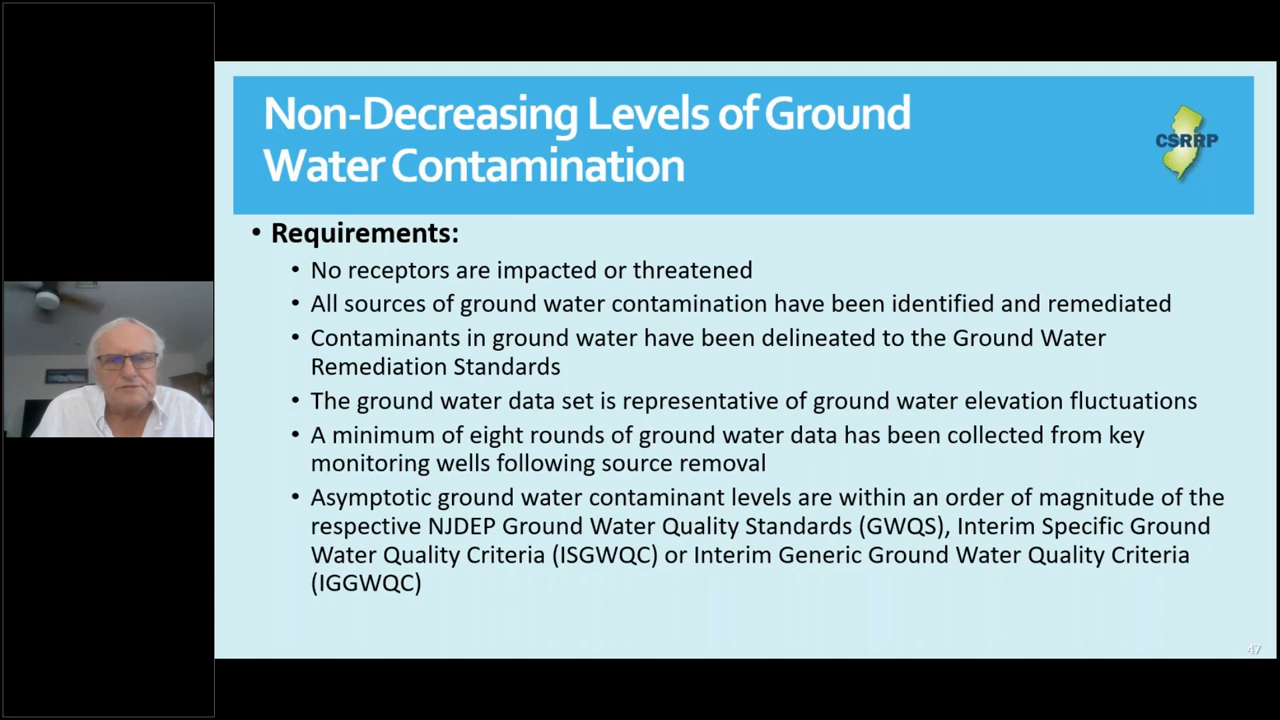 Non-Decreasing Levels of Ground
Water Contamination
CSRRP
• Requirements:
• No receptors are impacted or threatened
• All sources of ground water contamination have been identified and remediated
• Contaminants in ground water have been delineated to the Ground Water
Remediation Standards
• The ground water data set is representative of ground water elevation fluctuations
• A minimum of eight rounds of ground water data has been collected from key
monitoring wells following source removal
• Asymptotic ground water contaminant levels are within an order of magnitude of the
respective NJDEP Ground Water Quality Standards (GWQS), Interim Specific Ground
Water Quality Criteria (ISGWQC) or Interim Generic Ground Water Quality Criteria
(IGGWQC)
47